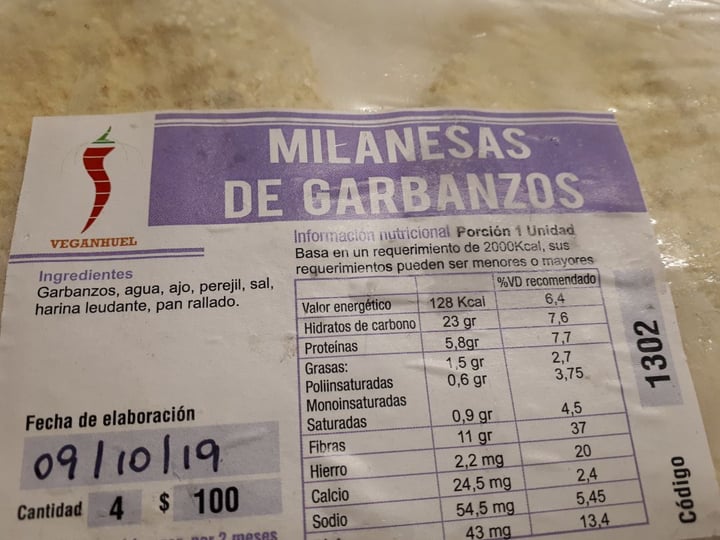 MILANESAS
DE GARBANZOS
VEGANHUEL
Ingredientes
Garbanzos, agua, ajo, perejil, sal,
harina leudante, pan rallado.
Fecha de elaboración
09/10/19
Cantidad 4 $ 100
por 2 meses
Información nutricional Porción 1 Unidad
Basa en un requerimiento de 2000Kcal, sus
requerimientos pueden ser menores o mayores
%VD recomendado
Valor energético 128 Kcal 6,4
Hidratos de carbono 23 gr 7,6
Proteínas 5,8gr 7,7
Grasas: 1,5 gr 2,7
Poliinsaturadas 0,6 gr 3,75
Monoinsaturadas
Saturadas 0,9 gr 4,5
Fibras 11 gr 37
Hierro 2,2 mg 20
Calcio 24,5 mg 2,4
Sodio 54,5 mg 5,45
43 mg 13,4
Código
1302